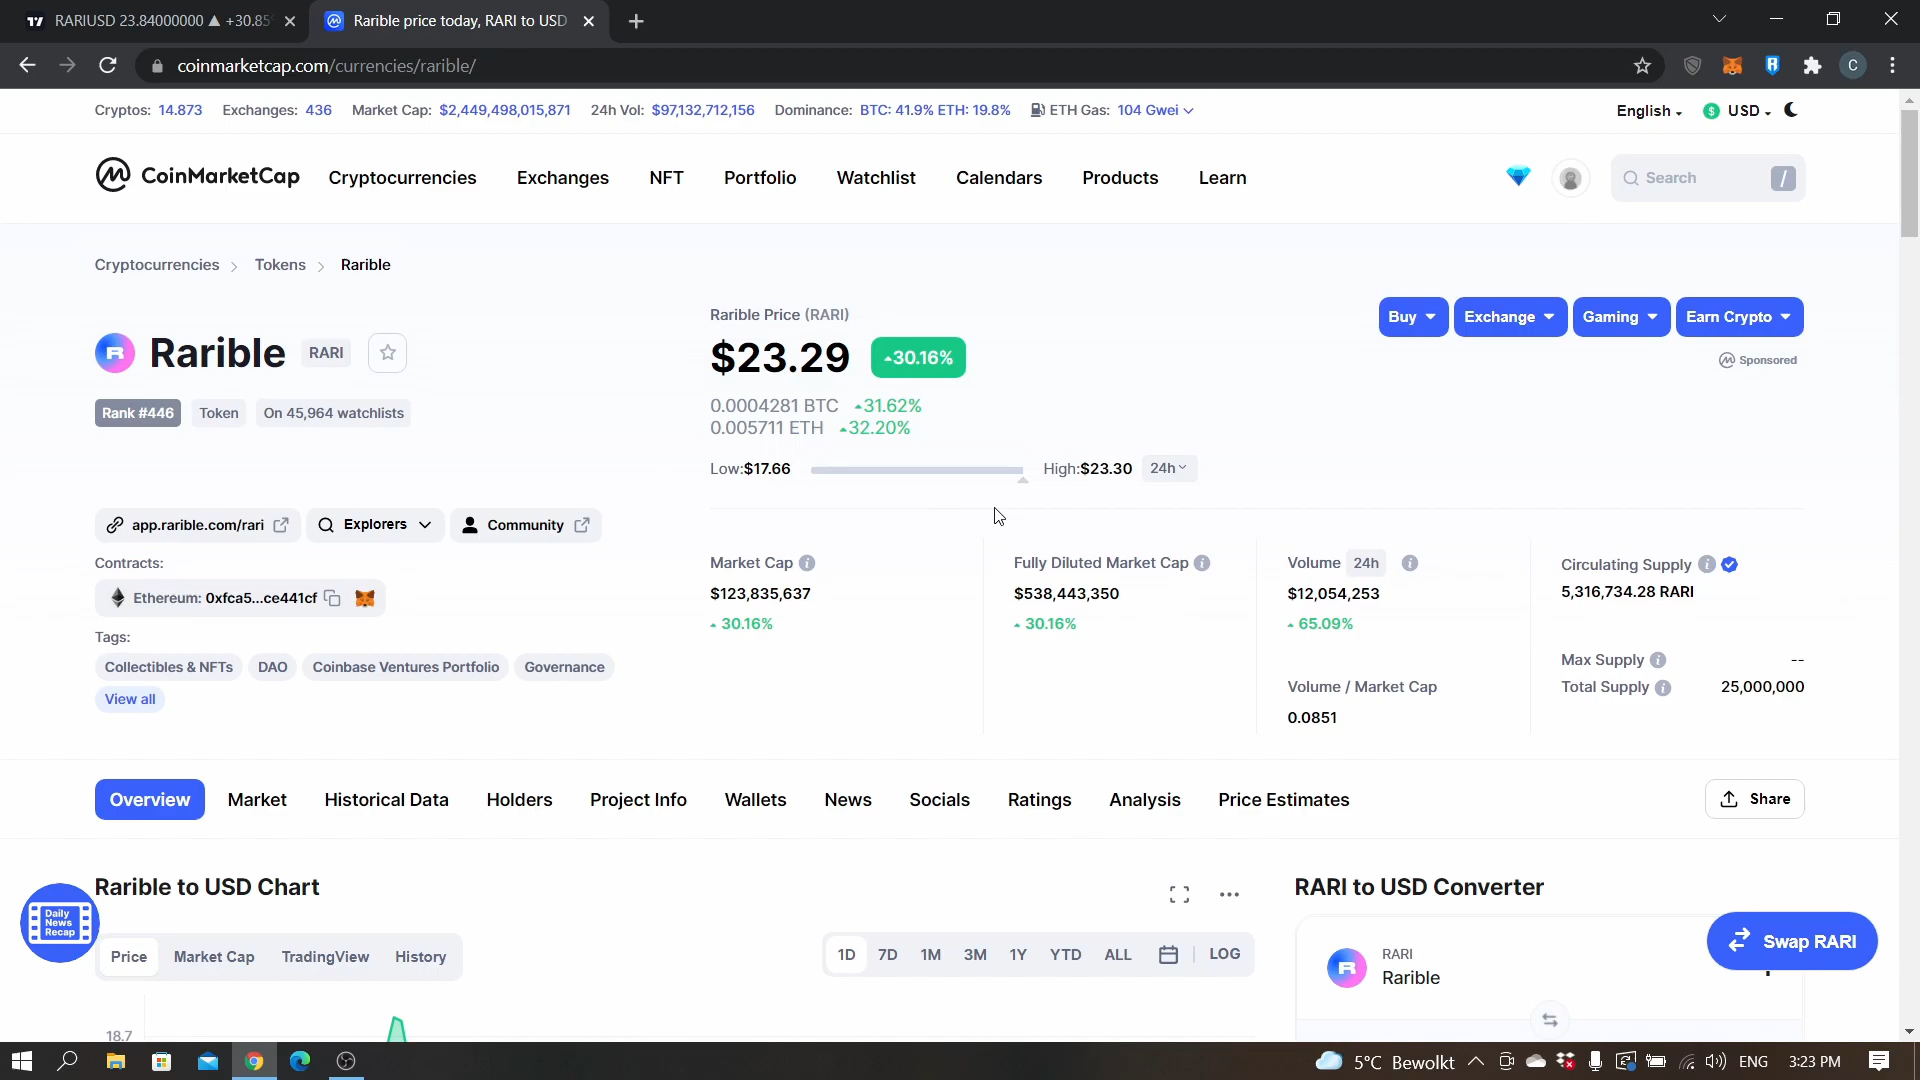 RARIUSD 23.84000000 ▲ +30.85
Rarible price today, RARI to USD
coinmarketcap.com/currencies/rarible/
C
Cryptos: 14.873 Exchanges: 436 Market Cap: $2,449,498,015,871 24h Vol: $97,132,712,156 Dominance: BTC: 41.9% ETH: 19.8% ETH Gas: 104 Gwei
English USD
CoinMarketCap Cryptocurrencies Exchanges NFT Portfolio Watchlist Calendars Products Learn Search /
Cryptocurrencies > Tokens > Rarible
Rarible Price (RARI)
Buy Exchange Gaming Earn Crypto
Sponsored
Rarible RARI
$23.29 30.16%
Rank #446 Token On 45,964 watchlists
0.0004281 BTC 31.62%
0.005711 ETH 32.20%
Low:$17.66 High:$23.30 24h
app.rarible.com/rari Explorers Community
Contracts:
Ethereum: 0xfca5...ce441cf
Tags:
Collectibles & NFTs DAO Coinbase Ventures Portfolio Governance
View all
Market Cap
$123,835,637
30.16%
Fully Diluted Market Cap
$538,443,350
30.16%
Volume 24h
$12,054,253
65.09%
Volume / Market Cap
0.0851
Circulating Supply
5,316,734.28 RARI
Max Supply --
Total Supply 25,000,000
Overview Market Historical Data Holders Project Info Wallets News Socials Ratings Analysis Price Estimates Share
Rarible to USD Chart
Daily
News
Recap
Price Market Cap TradingView History
1D 7D 1M 3M 1Y YTD ALL LOG
18.7
RARI to USD Converter
RARI
Rarible
Swap RARI
5°C Bewolkt ENG 3:23 PM